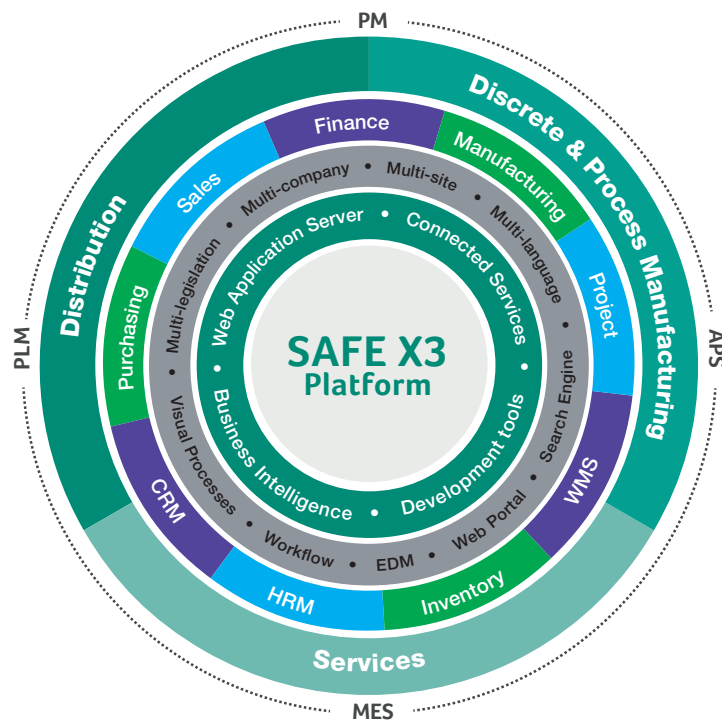 PM
APS
MES
PLM
Discrete & Process Manufacturing
Services
Distribution
Finance
Manufacturing
Project
WMS
Inventory
HRM
CRM
Purchasing
Sales
Multi-company • Multi-site • Multi-language • Search Engine • Web Portal • EDM • Workflow • Visual Processes • Multi-legislation •
Web Application Server • Connected Services • Development tools • Business Intelligence •
SAFE X3
Platform